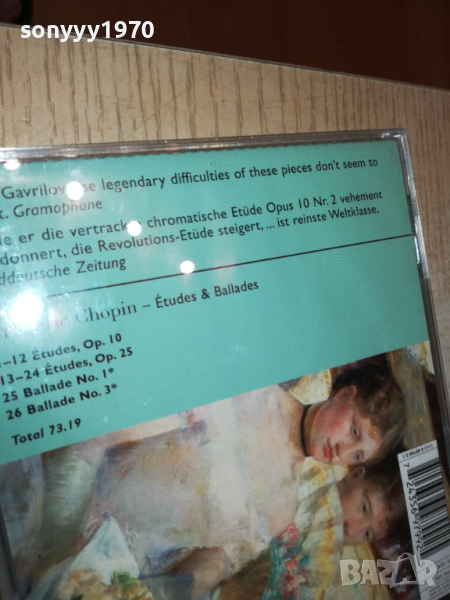 sonyyy1970
Gavrilov, the legendary difficulties of these pieces don't seem to
t. Gramophone
e er die vertrackte chromatische Etüde Opus 10 Nr. 2 vehement
donnert, die Revolutions-Etüde steigert, ... ist reinste Weltklasse.
ddeutsche Zeitung
Chopin – Études & Ballades
–12 Études, Op. 10
13–24 Études, Op. 25
25 Ballade No. 1*
26 Ballade No. 3*
Total 73.19
BAZAR.bg